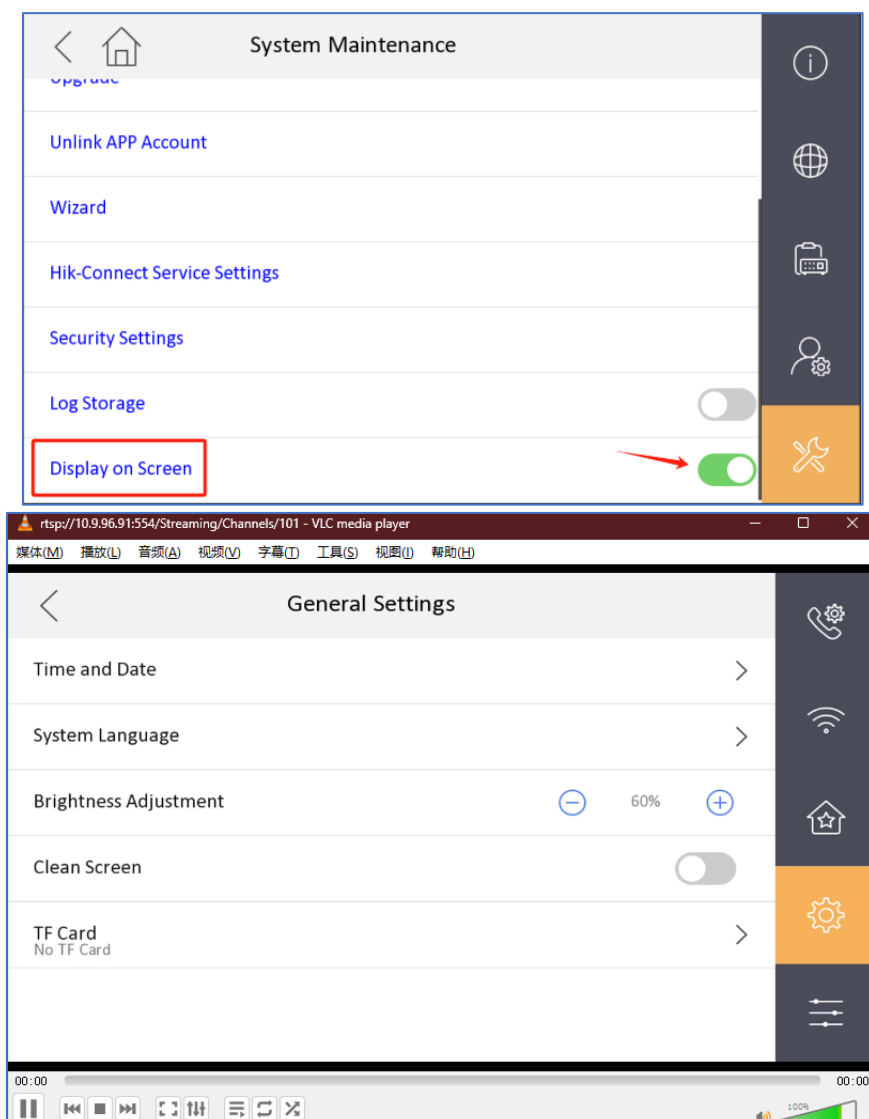 System Maintenance
Upgrade
Unlink APP Account
Wizard
Hik-Connect Service Settings
Security Settings
Log Storage
Display on Screen
rtsp://10.9.96.91:554/Streaming/Channels/101 - VLC media player
媒体(M) 播放(L) 音频(A) 视频(V) 字幕(T) 工具(S) 视图(I) 帮助(H)
General Settings
Time and Date
System Language
Brightness Adjustment 60%
Clean Screen
TF Card
No TF Card
00:00 00:00
100%